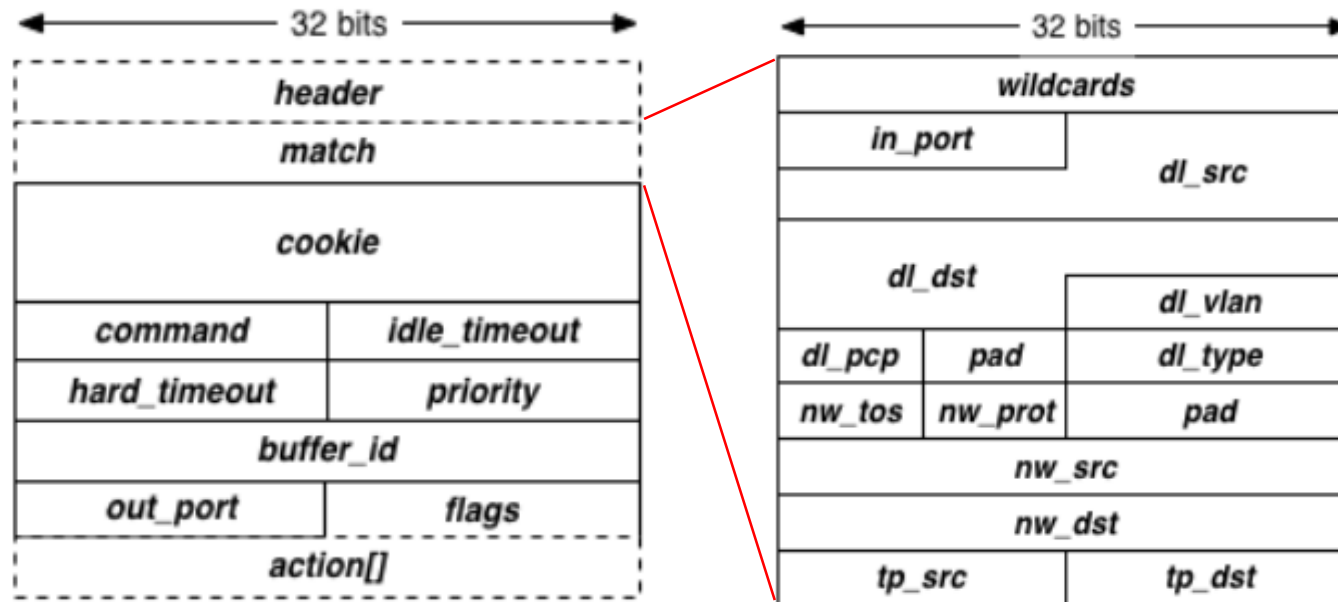 32 bits
header
match
cookie
command idle_timeout
hard_timeout priority
buffer_id
out_port flags
action[]
32 bits
wildcards
in_port
dl_src
dl_dst
dl_vlan
dl_pcp pad dl_type
nw_tos nw_prot pad
nw_src
nw_dst
tp_src tp_dst